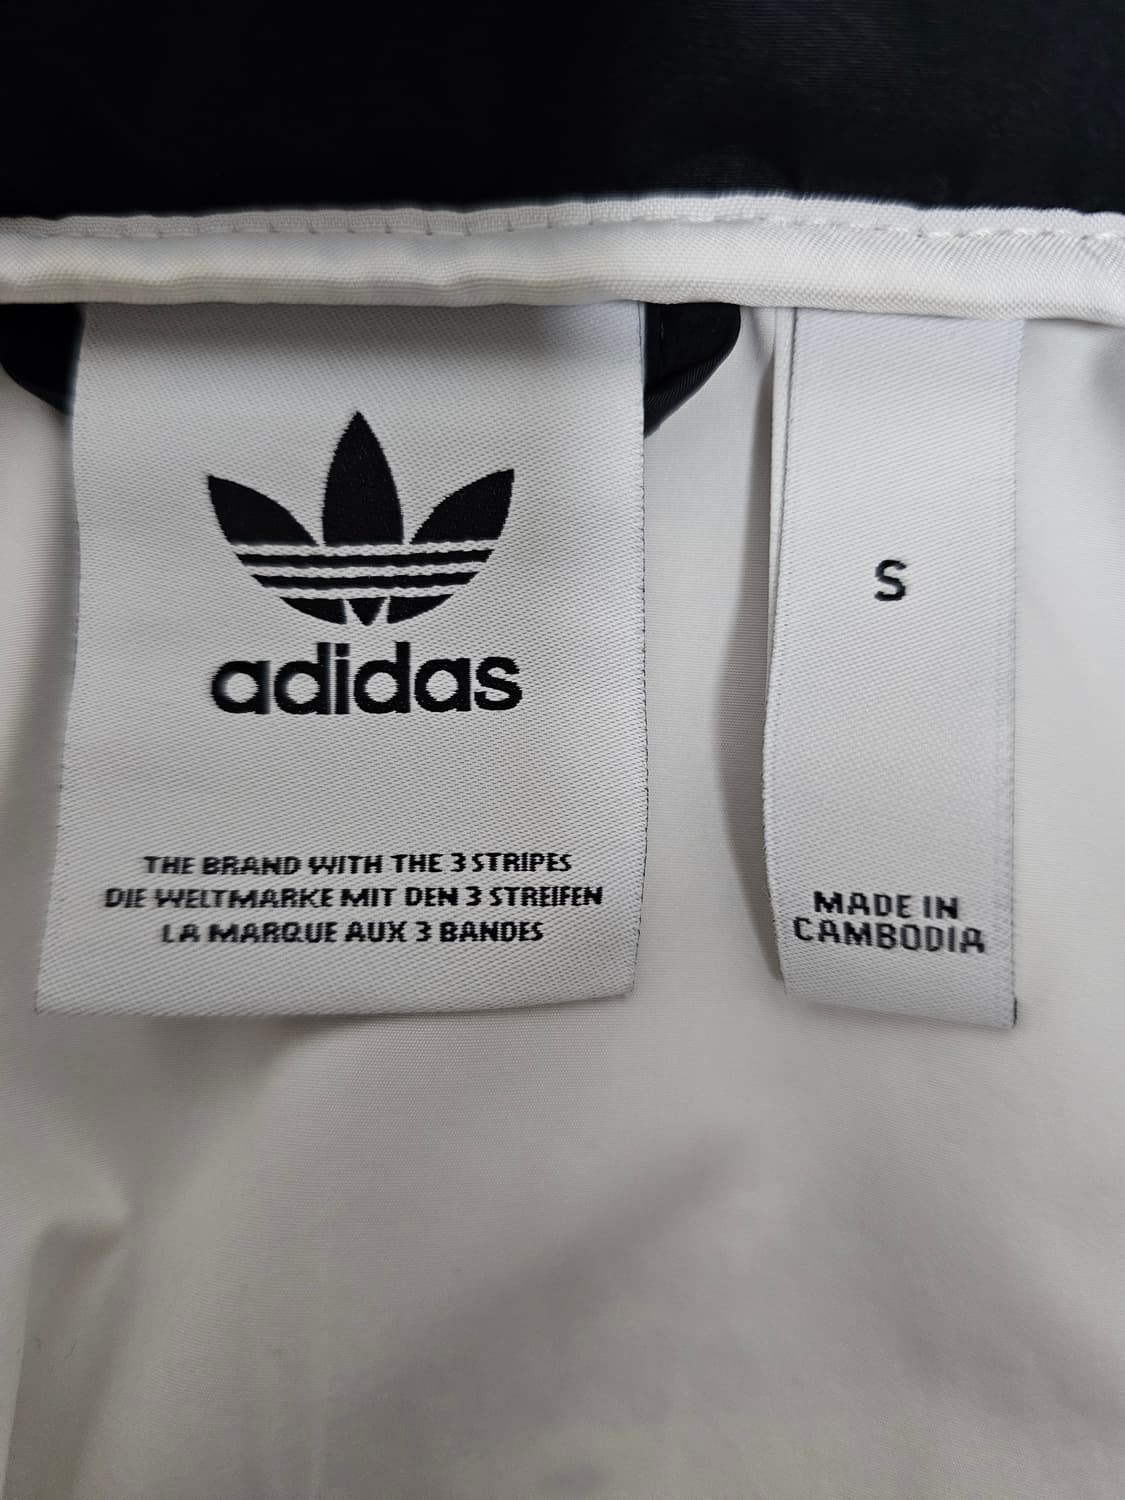 adidas
THE BRAND WITH THE 3 STRIPES
DIE WELTMARKE MIT DEN 3 STREIFEN
LA MARQUE AUX 3 BANDES
S
MADE IN
CAMBODIA